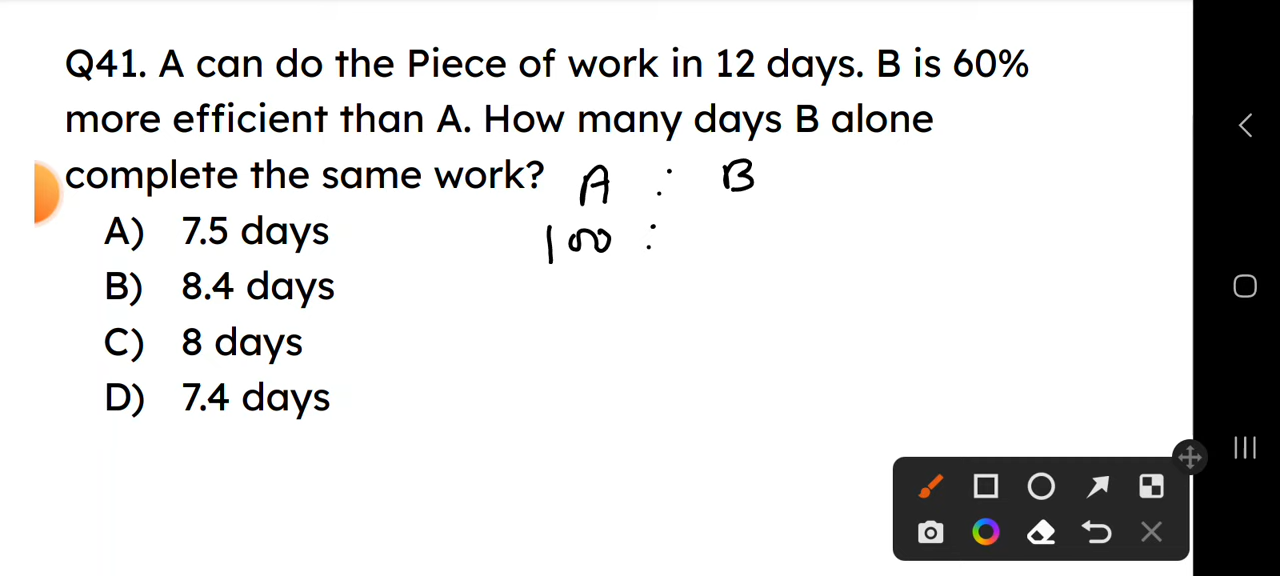 Q41. A can do the Piece of work in 12 days. B is 60%
more efficient than A. How many days B alone
complete the same work? A : B
A) 7.5 days 100 :
B) 8.4 days
C) 8 days
D) 7.4 days